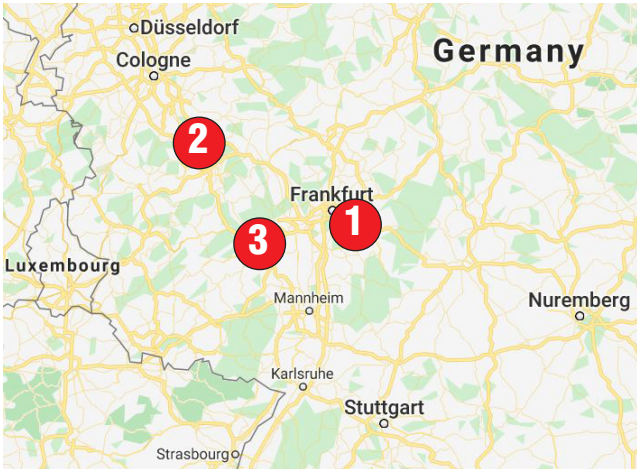 Düsseldorf
Germany
Cologne
2
Frankfurt
1
3
Luxembourg
Mannheim
Nuremberg
Karlsruhe
Stuttgart
Strasbourg